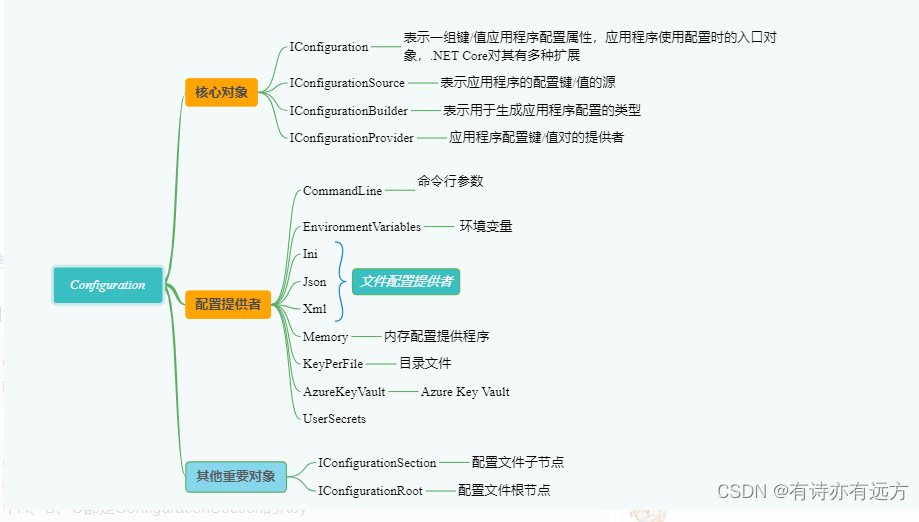 IConfiguration
表示一组键/值应用程序配置属性，应用程序使用配置时的入口对
象，.NET Core对其有多种扩展
核心对象
IConfigurationSource
表示应用程序的配置键/值的源
IConfigurationBuilder
表示用于生成应用程序配置的类型
IConfigurationProvider
应用程序配置键/值对的提供者
Configuration
配置提供者
CommandLine
命令行参数
EnvironmentVariables
环境变量
Ini
Json
Xml
文件配置提供者
Memory
内存配置提供程序
KeyPerFile
目录文件
AzureKeyVault
Azure Key Vault
UserSecrets
其他重要对象
IConfigurationSection
配置文件子节点
IConfigurationRoot
配置文件根节点
CSDN @有诗亦有远方